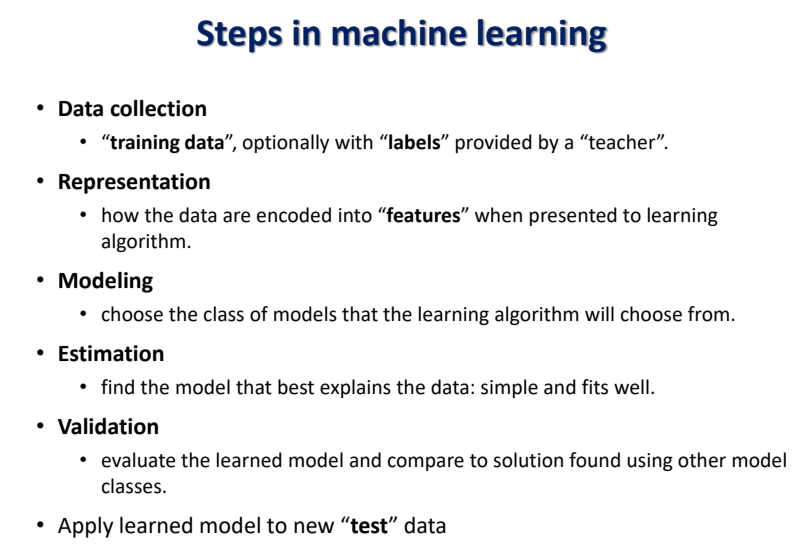 Steps in machine learning
• Data collection
• “training data”, optionally with “labels” provided by a “teacher”.
• Representation
• how the data are encoded into “features” when presented to learning
algorithm.
• Modeling
• choose the class of models that the learning algorithm will choose from.
• Estimation
• find the model that best explains the data: simple and fits well.
• Validation
• evaluate the learned model and compare to solution found using other model
classes.
• Apply learned model to new “test” data